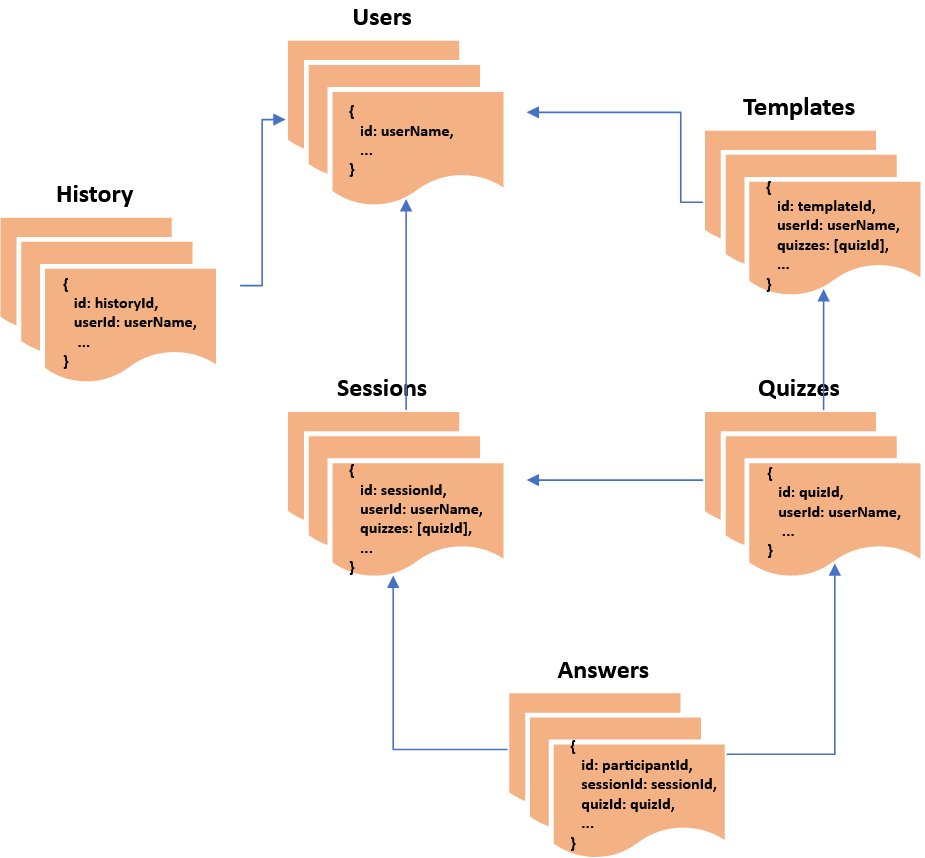 Users
{
id: userName,
...
}
Templates
{
id: templateId,
userId: userName,
quizzes: [quizId],
...
}
History
{
id: historyId,
userId: userName,
...
}
Sessions
{
id: sessionId,
userId: userName,
quizzes: [quizId],
...
}
Quizzes
{
id: quizId,
userId: userName,
...
}
Answers
{
id: participantId,
sessionId: sessionId,
quizId: quizId,
...
}